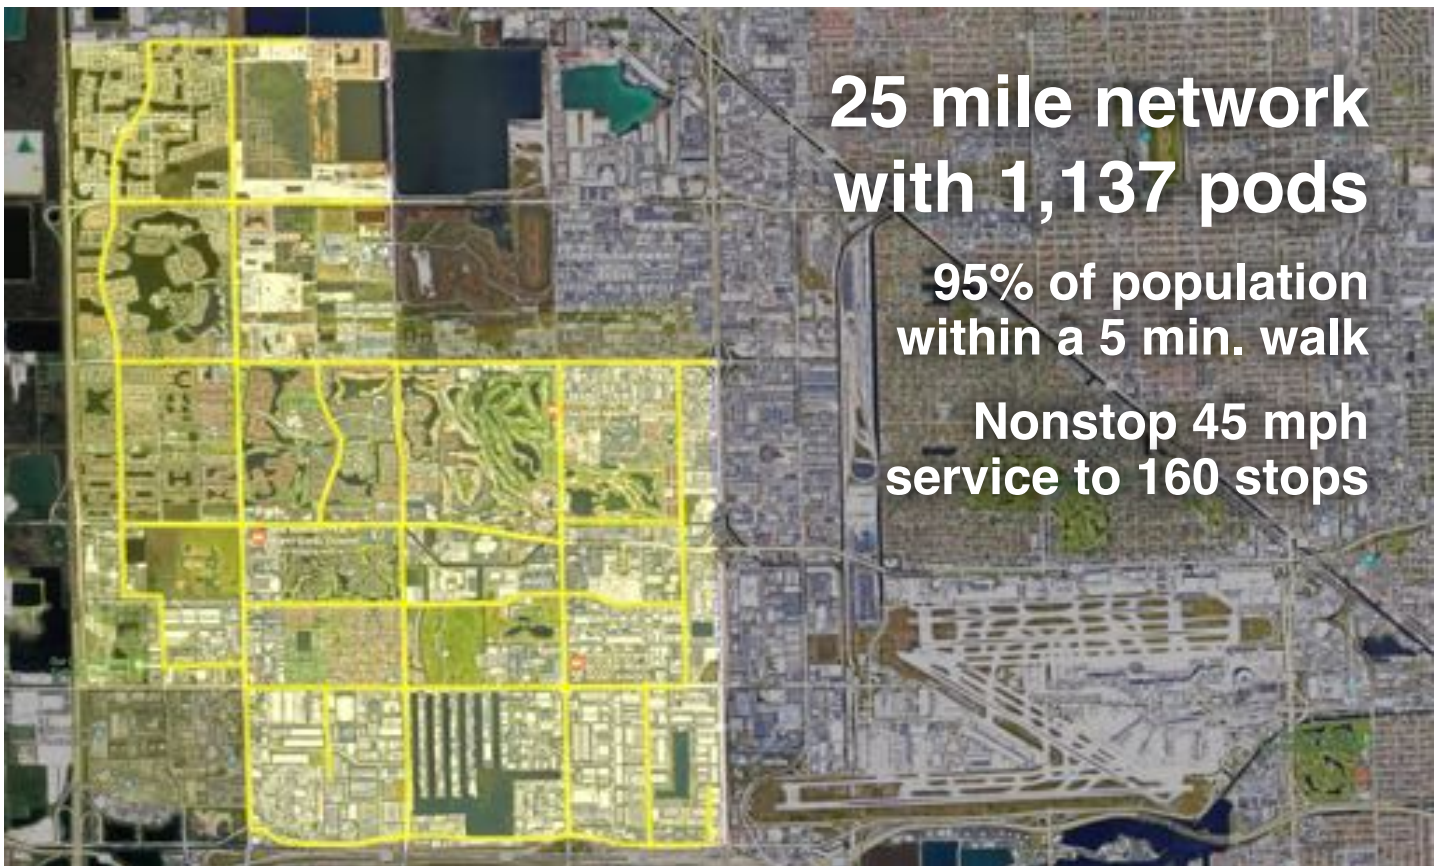 25 mile network
with 1,137 pods
95% of population
within a 5 min. walk
Nonstop 45 mph
service to 160 stops